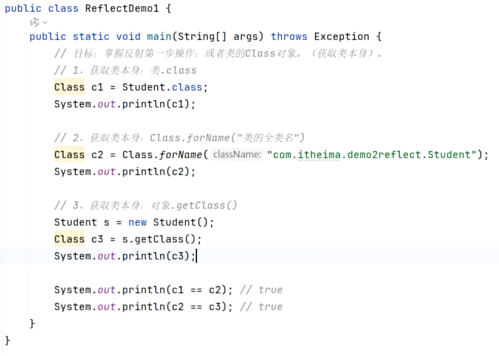 public class ReflectDemo1 {
public static void main(String[] args) throws Exception {
// 目标：掌握反射第一步操作：或者类的Class对象。（获取类本身）。
// 1、获取类本身：类.class
Class c1 = Student.class;
System.out.println(c1);
// 2、获取类本身：Class.forName("类的全类名")
Class c2 = Class.forName( className: "com.itheima.demo2reflect.Student");
System.out.println(c2);
// 3、获取类本身：对象.getClass()
Student s = new Student();
Class c3 = s.getClass();
System.out.println(c3);
System.out.println(c1 == c2); // true
System.out.println(c2 == c3); // true
}
}